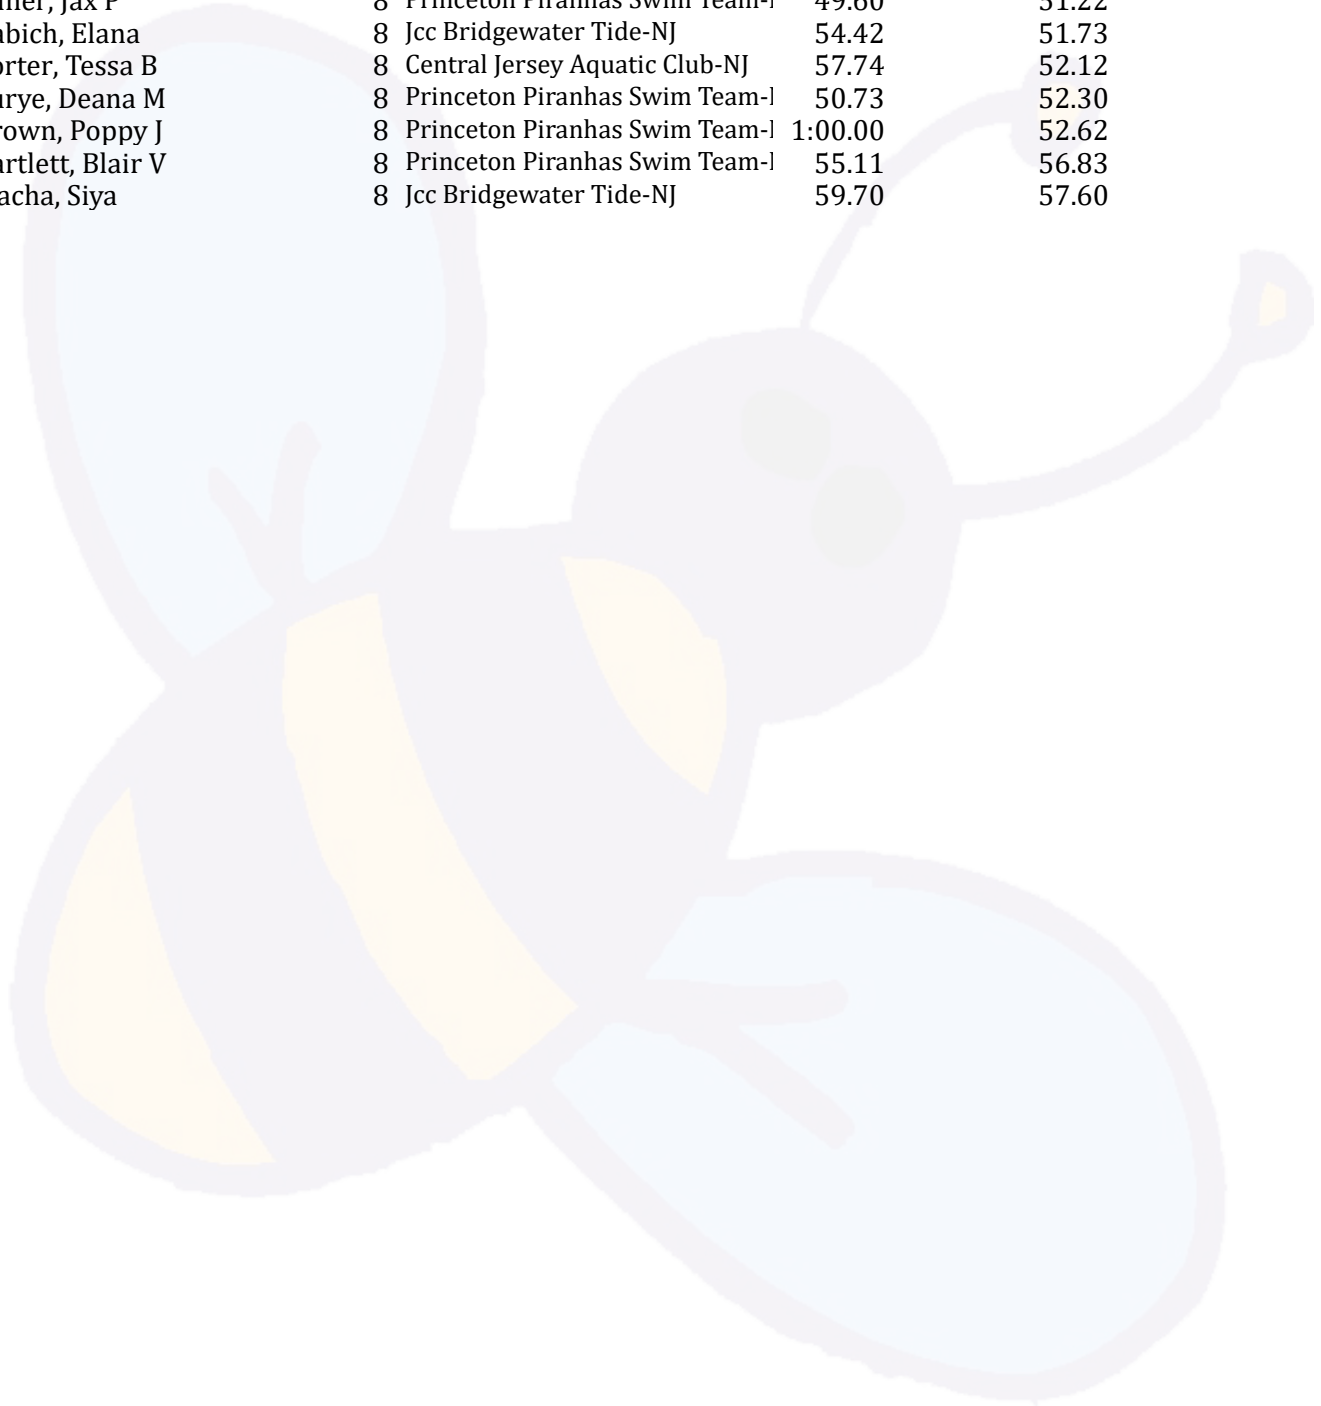 Jax P 8 Princeton Piranhas Swim Team- 49.60 51.22
abich, Elana 8 Jcc Bridgewater Tide-NJ 54.42 51.73
orter, Tessa B 8 Central Jersey Aquatic Club-NJ 57.74 52.12
urye, Deana M 8 Princeton Piranhas Swim Team- 50.73 52.30
rown, Poppy J 8 Princeton Piranhas Swim Team- 1:00.00 52.62
artlett, Blair V 8 Princeton Piranhas Swim Team- 55.11 56.83
acha, Siya 8 Jcc Bridgewater Tide-NJ 59.70 57.60